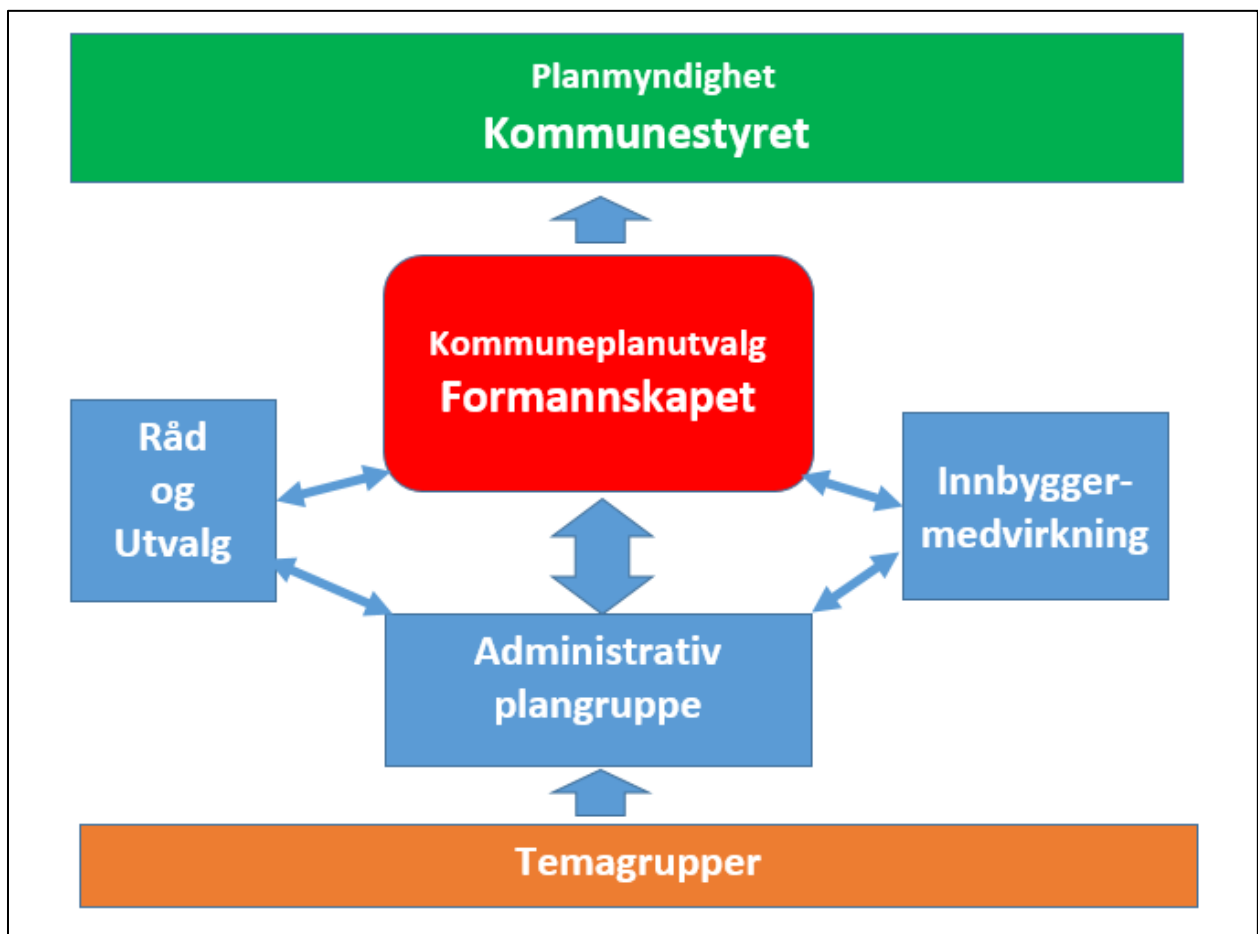 Planmyndighet
Kommunestyret
Kommuneplanutvalg
Formannskapet
Råd
og
Utvalg
Innbygger-
medvirkning
Administrativ
plangruppe
Temagrupper